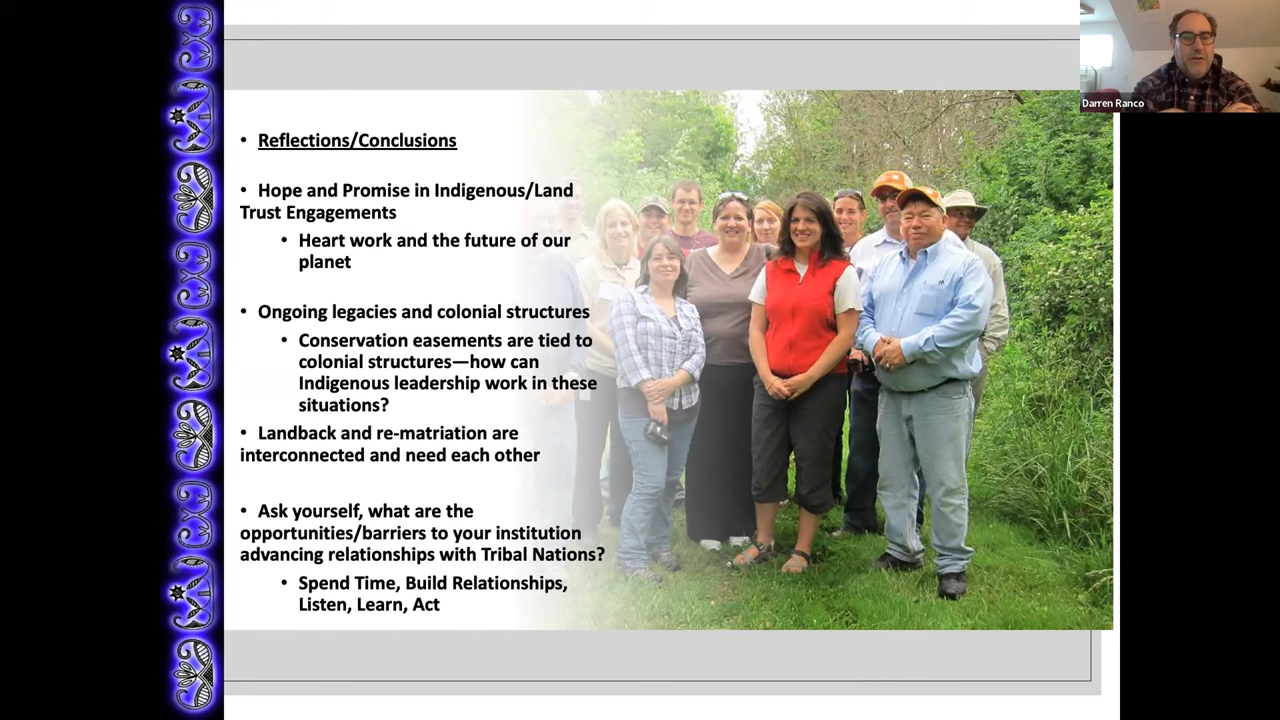 Darren Ranco
• Reflections/Conclusions
• Hope and Promise in Indigenous/Land
Trust Engagements
• Heart work and the future of our
planet
• Ongoing legacies and colonial structures
• Conservation easements are tied to
colonial structures—how can
Indigenous leadership work in these
situations?
• Landback and re-matriation are
interconnected and need each other
• Ask yourself, what are the
opportunities/barriers to your institution
advancing relationships with Tribal Nations?
• Spend Time, Build Relationships,
Listen, Learn, Act